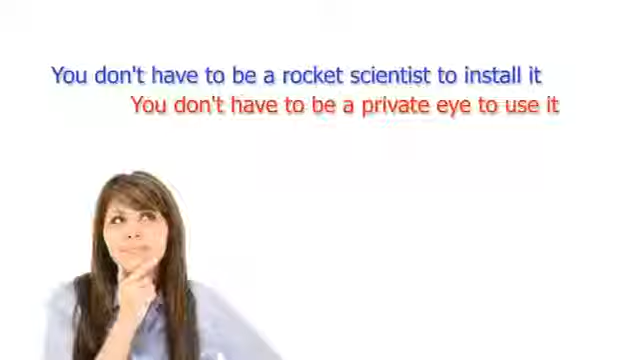 You don't have to be a rocket scientist to install it
You don't have to be a private eye to use it